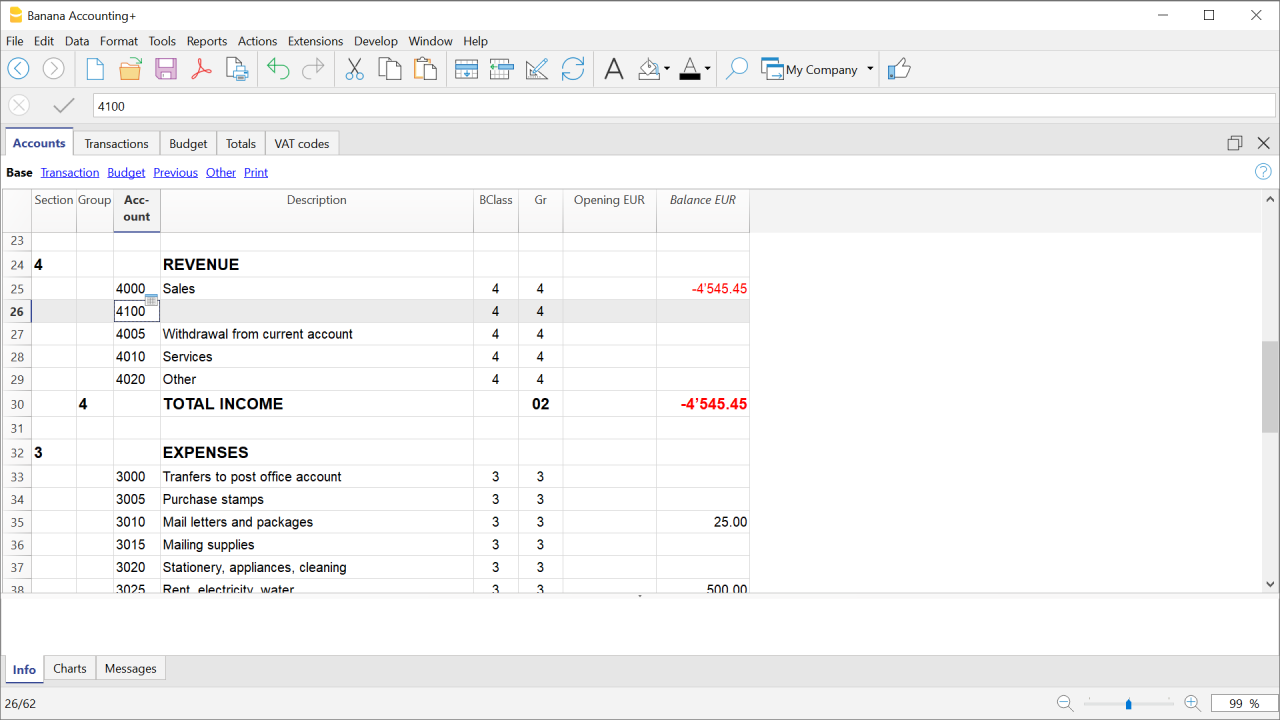 Banana Accounting+
File Edit Data Format Tools Reports Actions Extensions Develop Window Help
My Company
4100
Accounts Transactions Budget Totals VAT codes
Base Transaction Budget Previous Other Print
Section Group Acc-ount Description BClass Gr Opening EUR Balance EUR
23
24 4 REVENUE
25 4000 Sales 4 4 -4'545.45
26 4100 4 4
27 4005 Withdrawal from current account 4 4
28 4010 Services 4 4
29 4020 Other 4 4
30 4 TOTAL INCOME 02 -4'545.45
31
32 3 EXPENSES
33 3000 Tranfers to post office account 3 3
34 3005 Purchase stamps 3 3
35 3010 Mail letters and packages 3 3 25.00
36 3015 Mailing supplies 3 3
37 3020 Stationery, appliances, cleaning 3 3
38 3025 Rent, electricity, water 3 3 500.00
Info Charts Messages
26/62
99 %